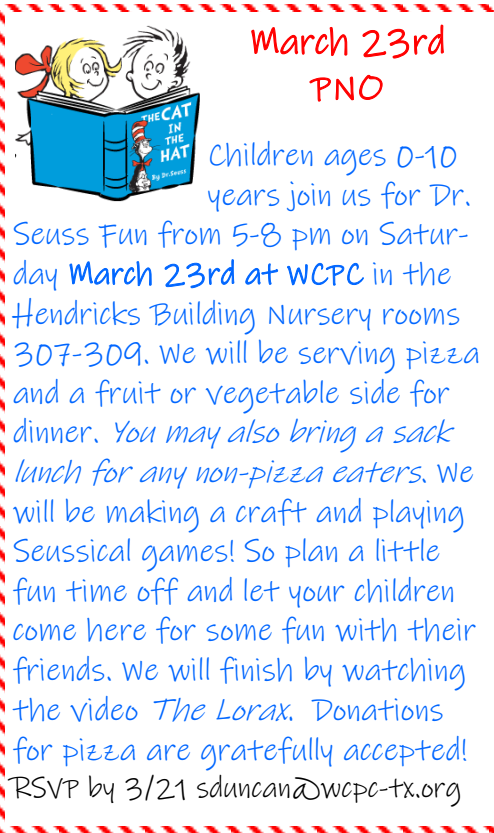 March 23rd
PNO
THE CAT
IN
THE
HAT
By Dr. Seuss
Children ages 0-10
years join us for Dr.
Seuss Fun from 5-8 pm on Satur-
day March 23rd at WCPC in the
Hendricks Building Nursery rooms
307-309. We will be serving pizza
and a fruit or vegetable side for
dinner. You may also bring a sack
lunch for any non-pizza eaters. We
will be making a craft and playing
Seussical games! So plan a little
fun time off and let your children
come here for some fun with their
friends. We will finish by watching
the video The Lorax. Donations
for pizza are gratefully accepted!
RSVP by 3/21 sduncan@wcpc-tx.org